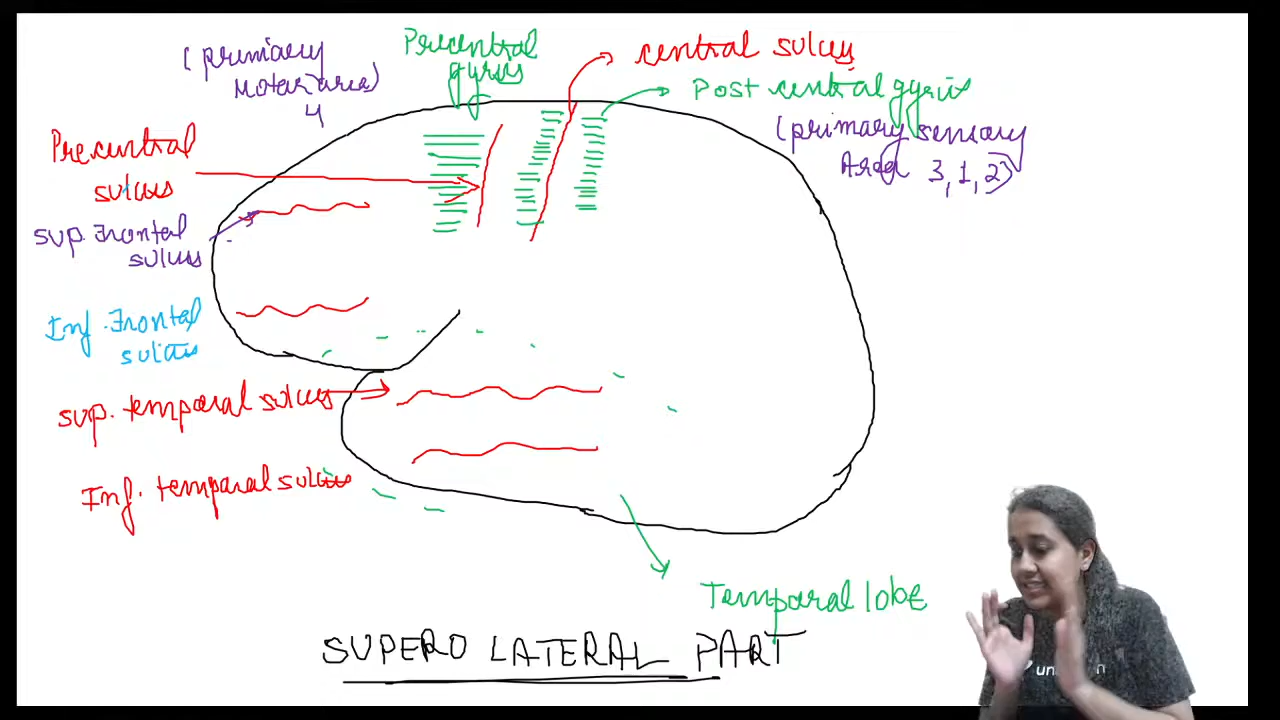 (primary
Motar area)
4
Precentral
gyrus
central sulcus
Post central gyrus
(primary sensory
Area 3,1,2)
Precentral
sulcus
sup. Frontal
sulcus
Inf. Frontal
sulcus
sup. temporal sulcus
Inf. temporal sulcus
Temporal lobe
SUPERO LATERAL PART